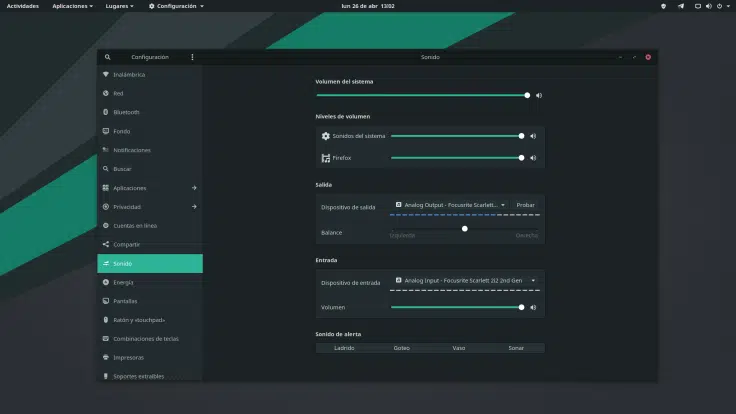 Actividades Aplicaciones Lugares Configuración lun 26 de abr 13:02
Configuración Sonido
Inalámbrica
Red
Bluetooth
Fondo
Notificaciones
Buscar
Aplicaciones
Privacidad
Cuentas en línea
Compartir
Sonido
Energía
Pantallas
Ratón y «touchpad»
Combinaciones de teclas
Impresoras
Soportes extraíbles
Volumen del sistema
Niveles de volumen
Sonidos del sistema
Firefox
Salida
Dispositivo de salida Analog Output - Focusrite Scarlett... Probar
Balance
Izquierda Derecha
Entrada
Dispositivo de entrada Analog Input - Focusrite Scarlett 2i2 2nd Gen
Volumen
Sonido de alerta
Ladrido Goteo Vaso Sonar